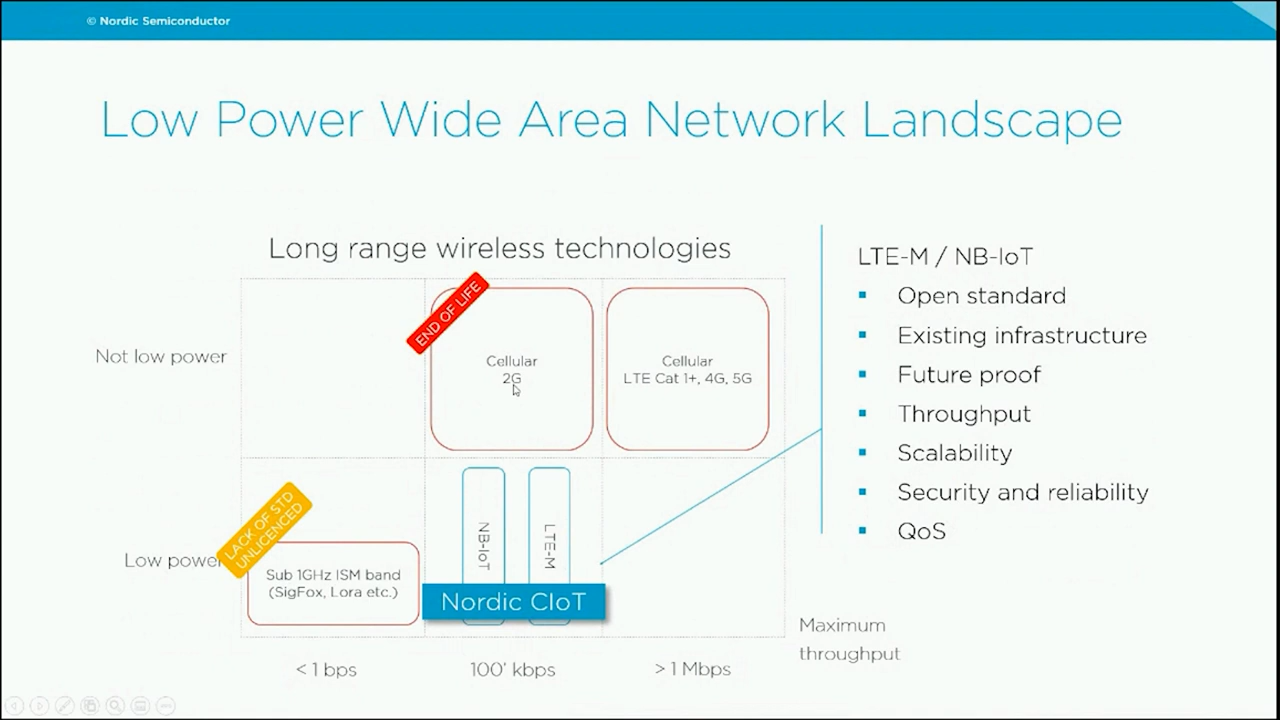 © Nordic Semiconductor
Low Power Wide Area Network Landscape
Long range wireless technologies
END OF LIFE
Not low power
Cellular
2G
Cellular
LTE Cat 1+, 4G, 5G
LACK OF STD
UNLICENCED
Low power
Sub 1GHz ISM band
(SigFox, Lora etc.)
NB-IoT
LTE-M
Nordic CIoT
< 1 bps
100' kbps
> 1 Mbps
Maximum
throughput
LTE-M / NB-IoT
▪ Open standard
▪ Existing infrastructure
▪ Future proof
▪ Throughput
▪ Scalability
▪ Security and reliability
▪ QoS